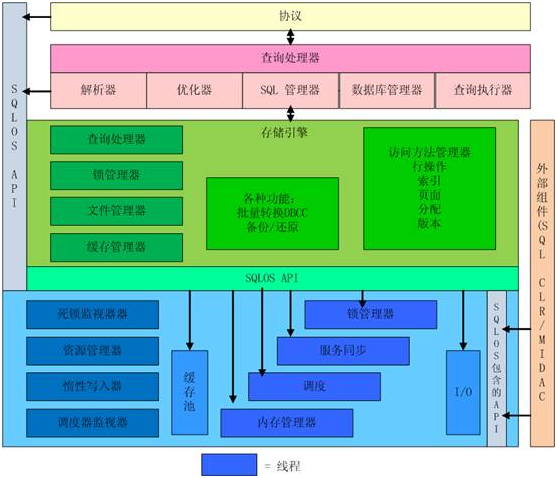 协议
查询处理器
解析器
优化器
SQL 管理器
数据库管理器
查询执行器
SQLOS API
存储引擎
查询处理器
锁管理器
文件管理器
缓存管理器
各种功能:
批量转换DBCC
备份/还原
访问方法管理器
行操作
索引
页面
分配
版本
外部组件(SQL CLR/MIDAC
SQLOS API
死锁监视器器
资源管理器
惰性写入器
调度器监视器
缓存池
锁管理器
服务同步
调度
内存管理器
I/O
SQLOS包含的API
= 线程